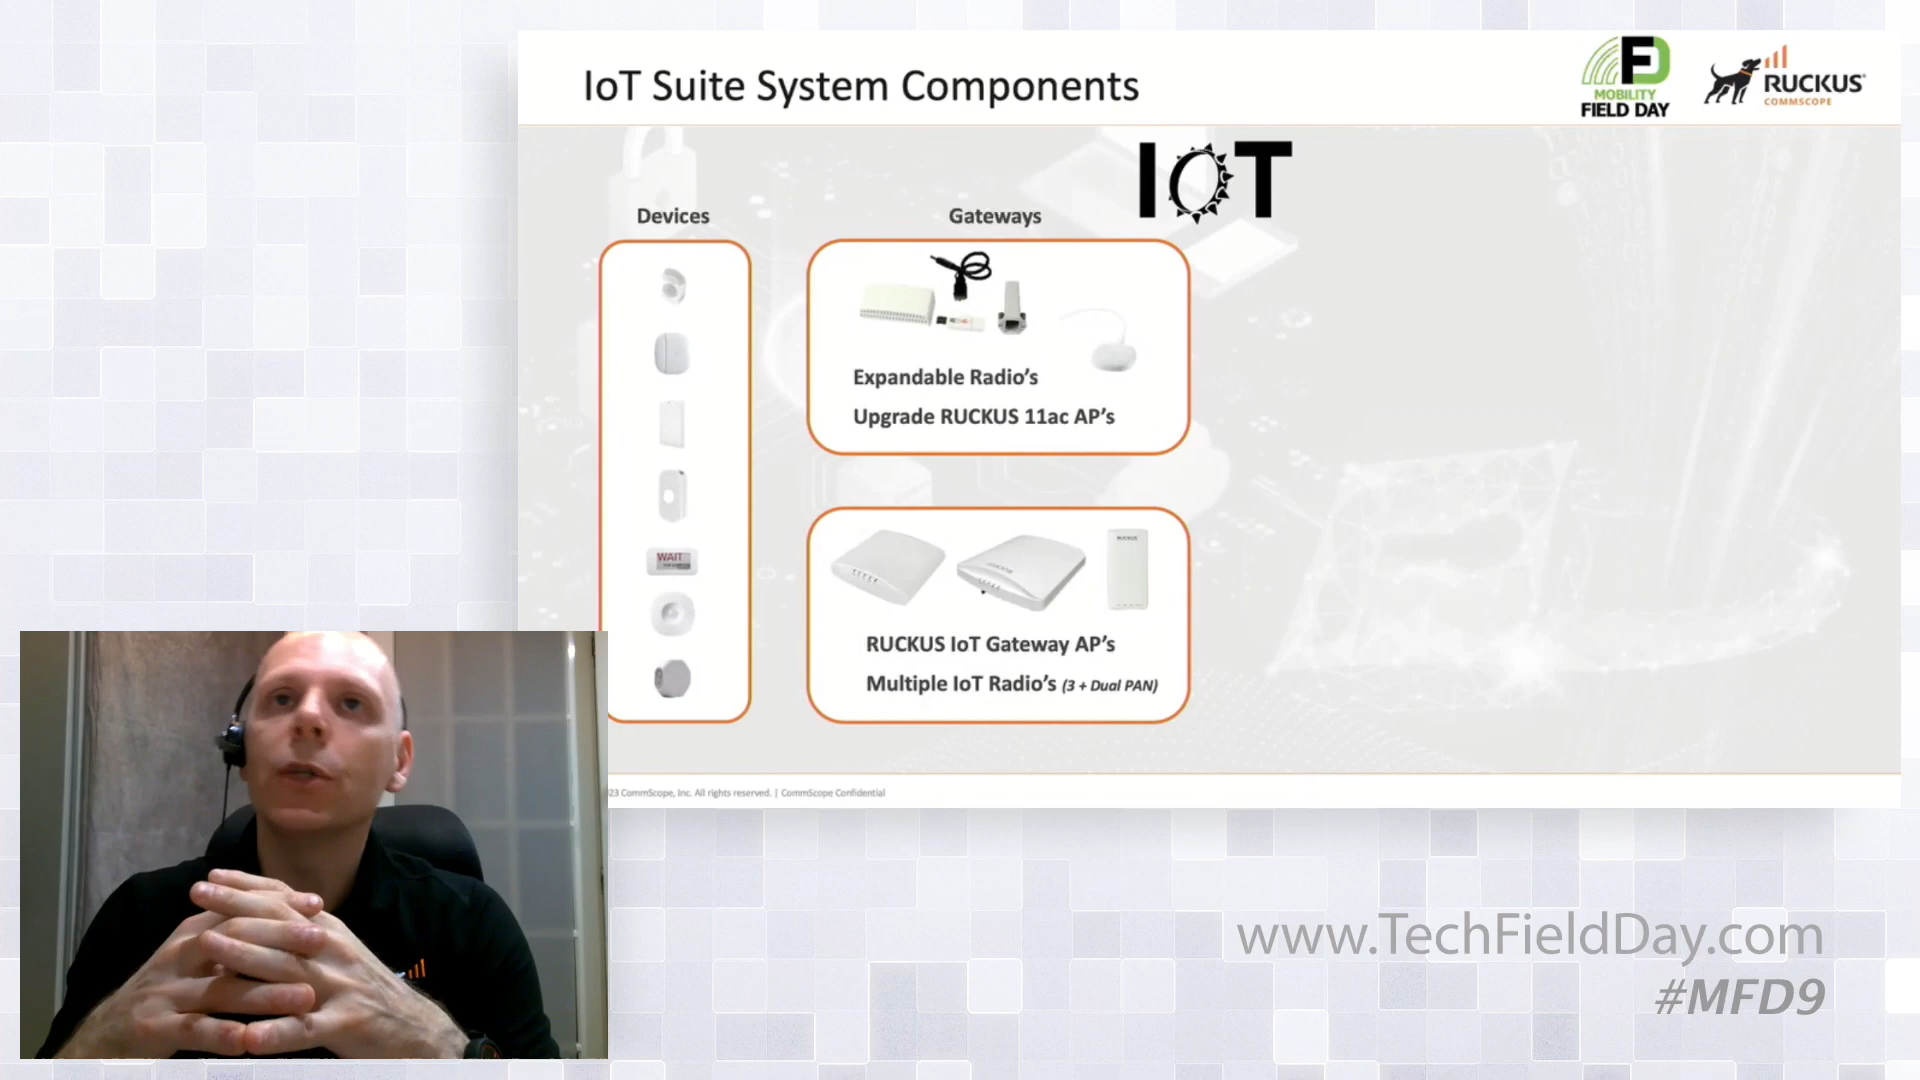 IoT Suite System Components
MOBILITY
FIELD DAY
RUCKUS
COMMSCOPE
IOT
Devices
Gateways
Expandable Radio's
Upgrade RUCKUS 11ac AP's
WAIT
RUCKUS
RUCKUS IoT Gateway AP's
Multiple IoT Radio's (3 + Dual PAN)
23 CommScope, Inc. All rights reserved. | CommScope Confidential
www.TechFieldDay.com
#MFD9